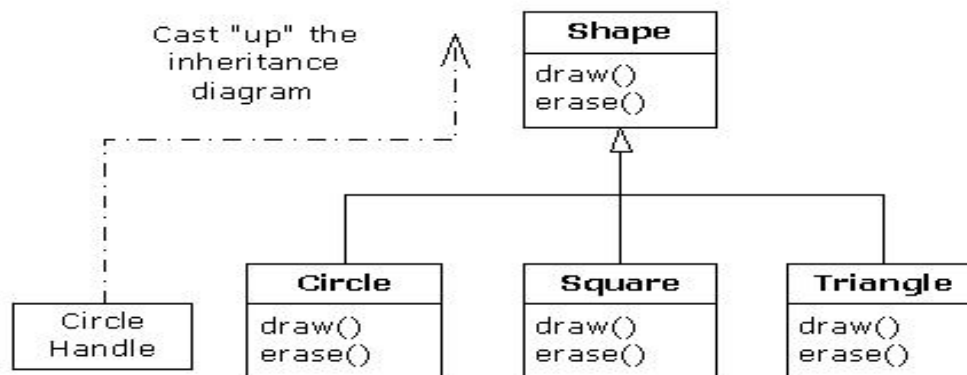 Cast "up" the
inheritance
diagram
Shape
draw()
erase()
Circle
Handle
Circle
draw()
erase()
Square
draw()
erase()
Triangle
draw()
erase()